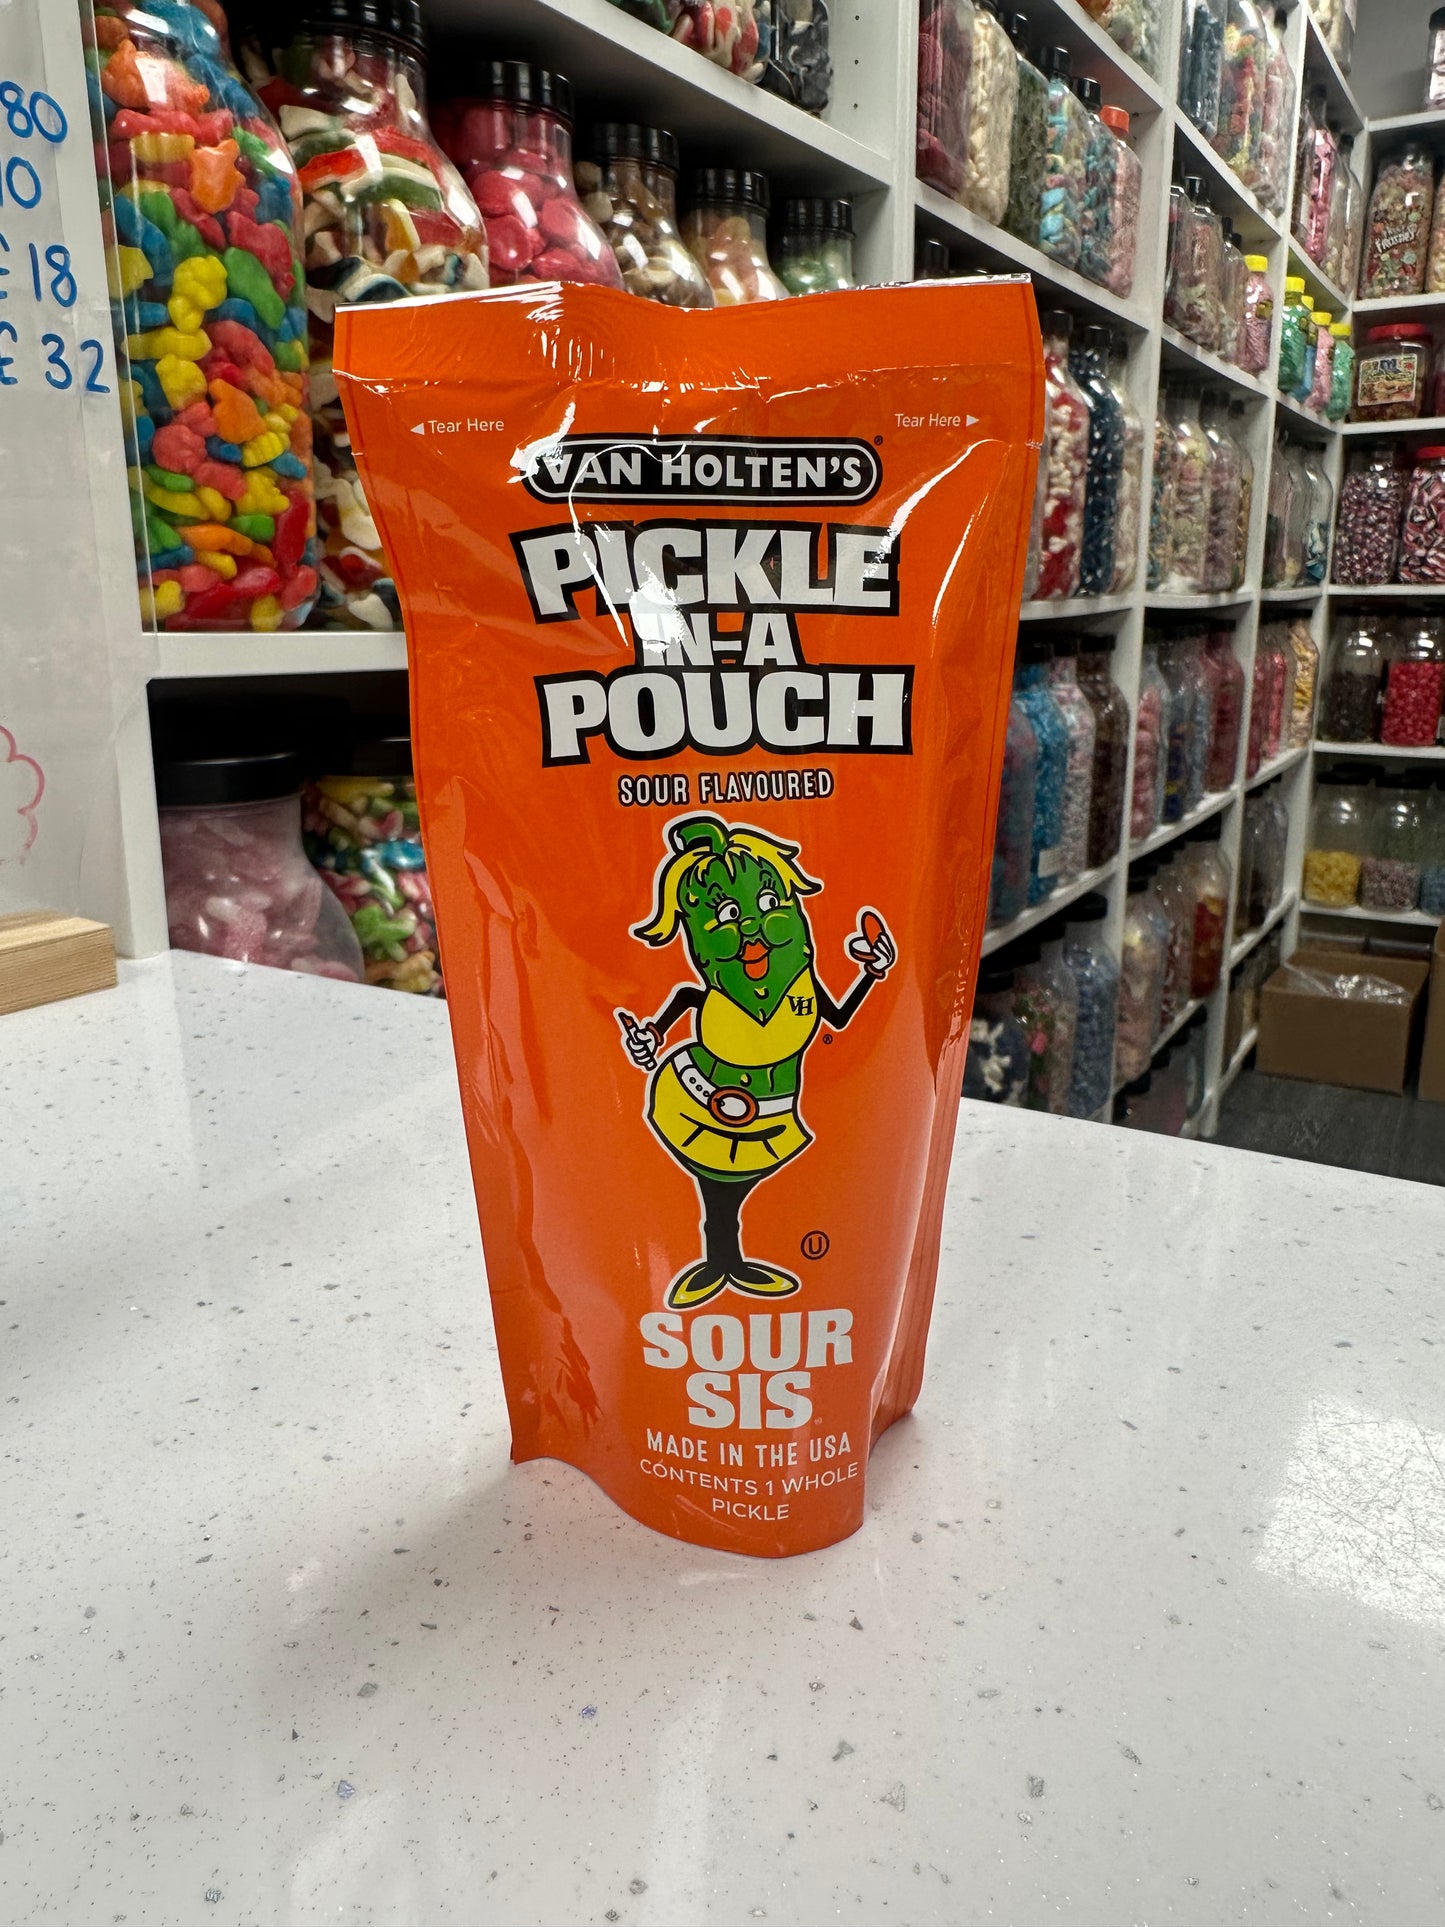 80
10
£ 18
£ 32
Tear Here
Tear Here
VAN HOLTEN'S®
PICKLE
IN-A
POUCH
SOUR FLAVOURED
VH
®
U
SOUR
SIS
MADE IN THE USA
CONTENTS 1 WHOLE
PICKLE